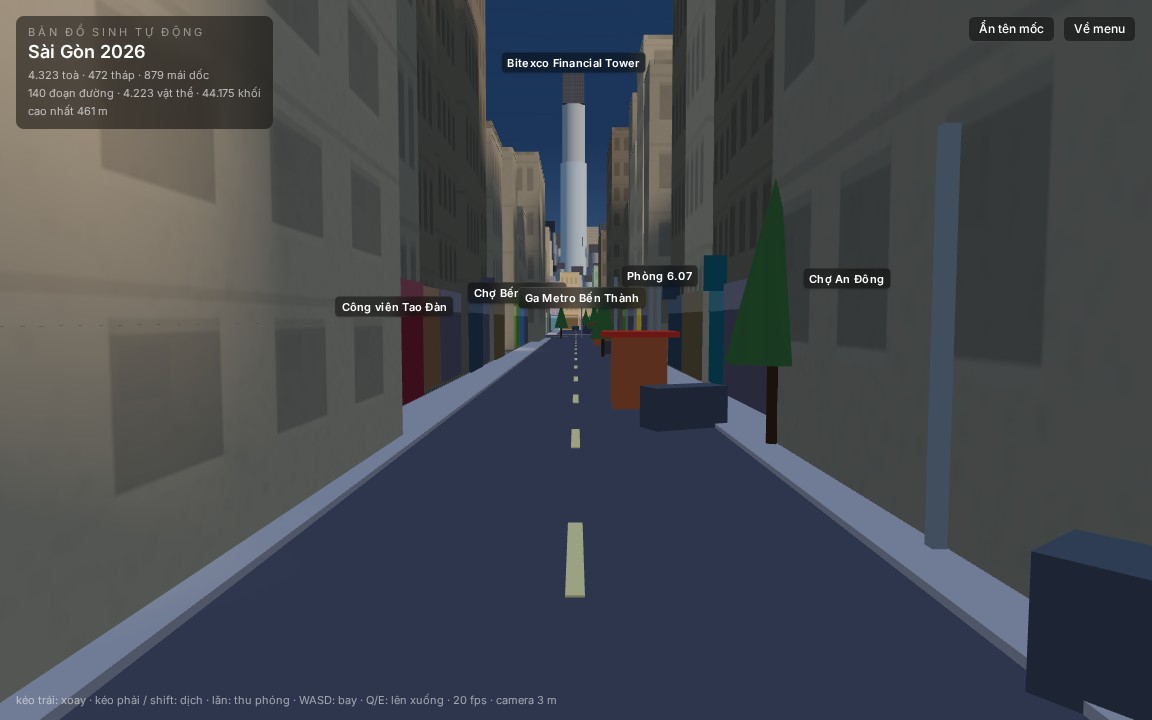 BẢN ĐỒ SINH TỰ ĐỘNG
Sài Gòn 2026
4.323 toà · 472 tháp · 879 mái dốc
140 đoạn đường · 4.223 vật thể · 44.175 khối
cao nhất 461 m
Ẩn tên mốc
Về menu
Bitexco Financial Tower
Phòng 6.07
Chợ An Đông
Chợ Bến
Ga Metro Bến Thành
Công viên Tao Đàn
kéo trái: xoay · kéo phải / shift: dịch · lăn: thu phóng · WASD: bay · Q/E: lên xuống · 20 fps · camera 3 m